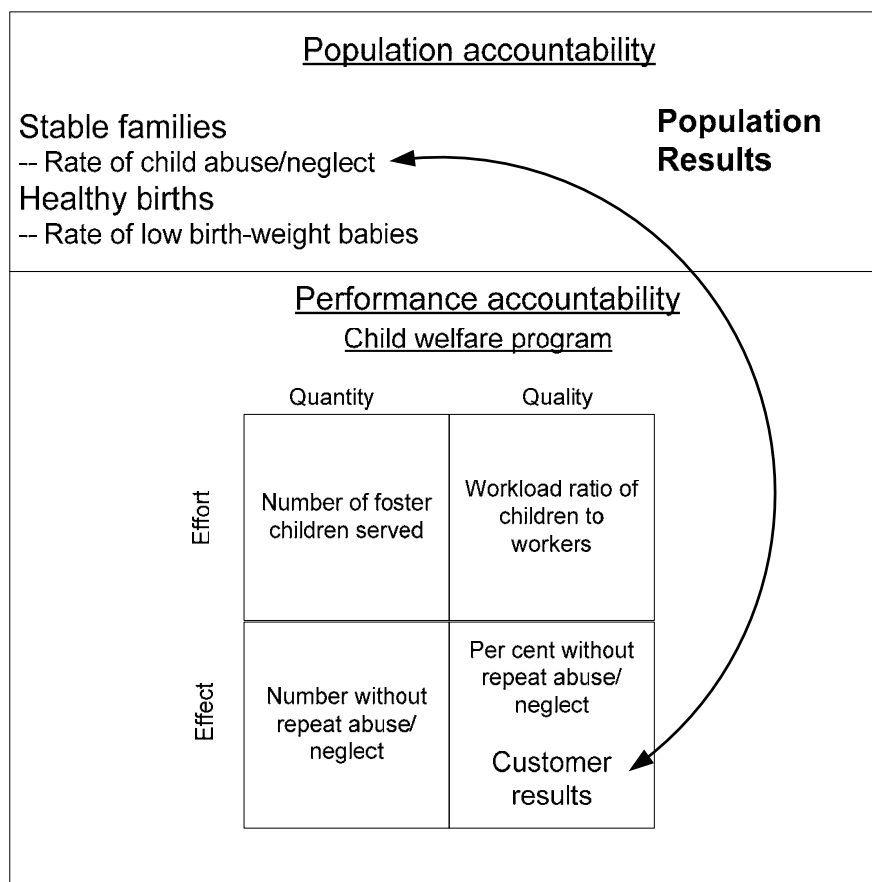 Population accountability
Stable families
-- Rate of child abuse/neglect
Healthy births
-- Rate of low birth-weight babies
Population
Results
Performance accountability
Child welfare program
Quantity
Quality
Effort
Number of foster
children served
Workload ratio of
children to
workers
Effect
Number without
repeat abuse/
neglect
Per cent without
repeat abuse/
neglect
Customer
results